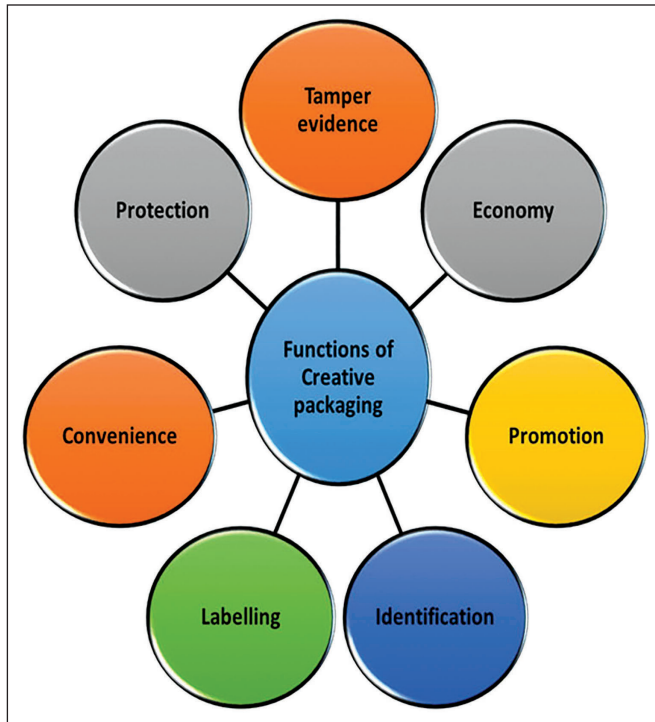 Tamper
evidence
Protection
Economy
Functions of
Creative
packaging
Convenience
Promotion
Labelling
Identification